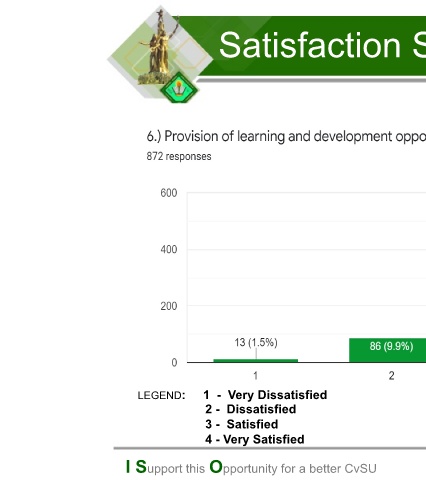 Satisfaction S
6.) Provision of learning and development oppo
872 responses
600
400
200
0
13 (1.5%)
86 (9.9%)
1
2
LEGEND: 1 - Very Dissatisfied
2 - Dissatisfied
3 - Satisfied
4 - Very Satisfied
I Support this Opportunity for a better CvSU